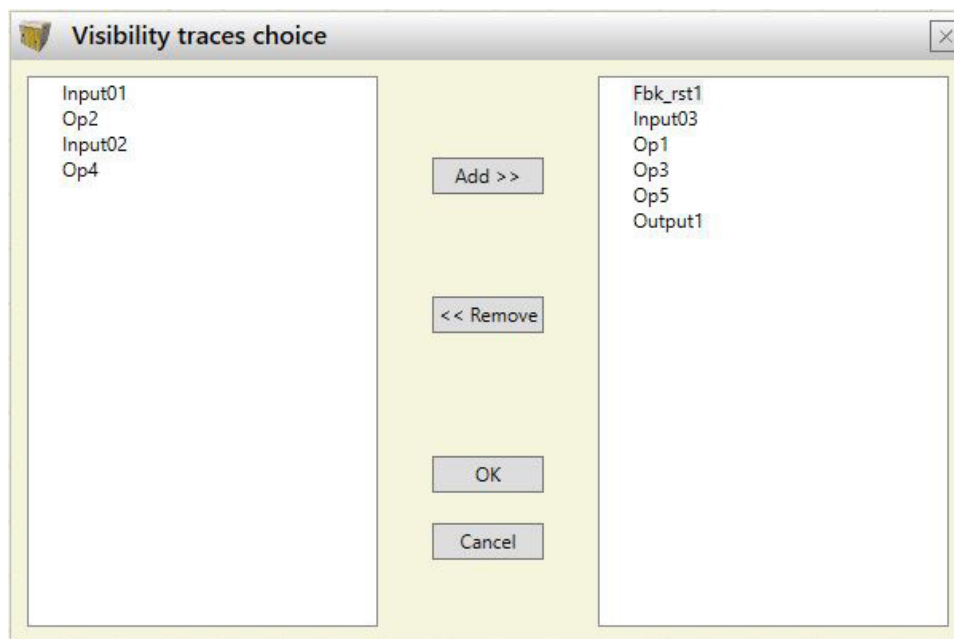 Visibility traces choice
Input01
Op2
Input02
Op4
Add >>
<< Remove
OK
Cancel
Fbk_rst1
Input03
Op1
Op3
Op5
Output1